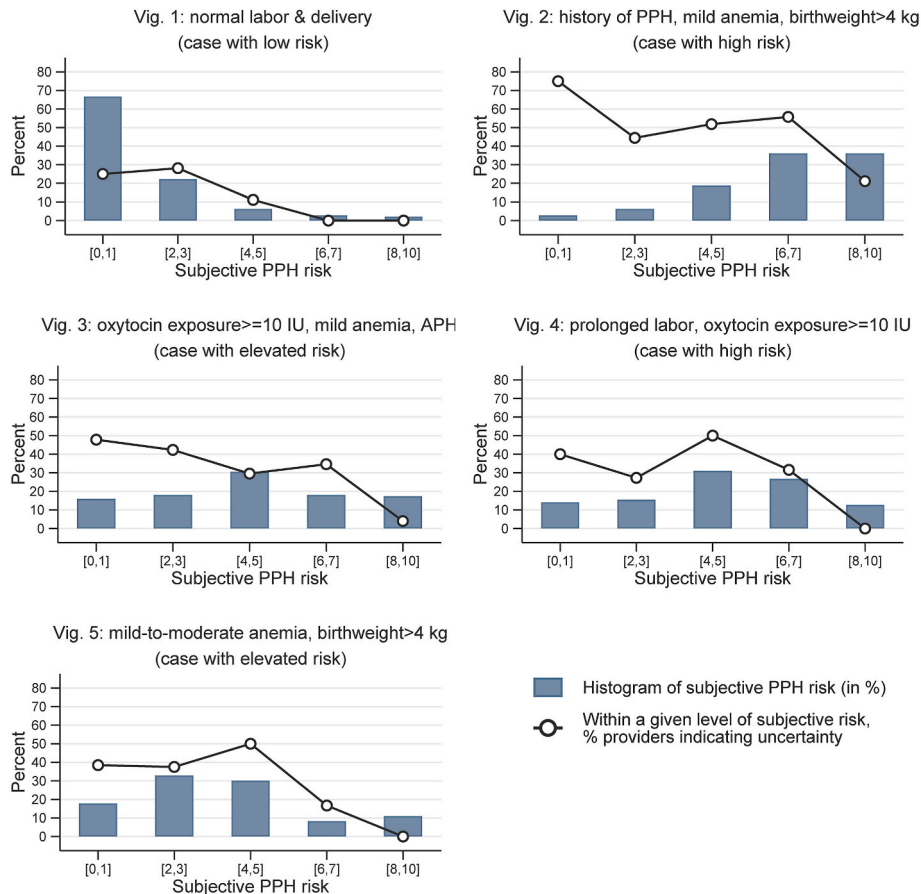 Vig. 1: normal labor & delivery
(case with low risk)
80
70
60
50
40
30
20
10
0
Percent
[0,1] [2,3] [4,5] [6,7] [8,10]
Subjective PPH risk
Vig. 2: history of PPH, mild anemia, birthweight>4 kg
(case with high risk)
80
70
60
50
40
30
20
10
0
Percent
[0,1] [2,3] [4,5] [6,7] [8,10]
Subjective PPH risk
Vig. 3: oxytocin exposure>=10 IU, mild anemia, APH
(case with elevated risk)
80
70
60
50
40
30
20
10
0
Percent
[0,1] [2,3] [4,5] [6,7] [8,10]
Subjective PPH risk
Vig. 4: prolonged labor, oxytocin exposure>=10 IU
(case with high risk)
80
70
60
50
40
30
20
10
0
Percent
[0,1] [2,3] [4,5] [6,7] [8,10]
Subjective PPH risk
Vig. 5: mild-to-moderate anemia, birthweight>4 kg
(case with elevated risk)
80
70
60
50
40
30
20
10
0
Percent
[0,1] [2,3] [4,5] [6,7] [8,10]
Subjective PPH risk
Histogram of subjective PPH risk (in %)
Within a given level of subjective risk,
% providers indicating uncertainty